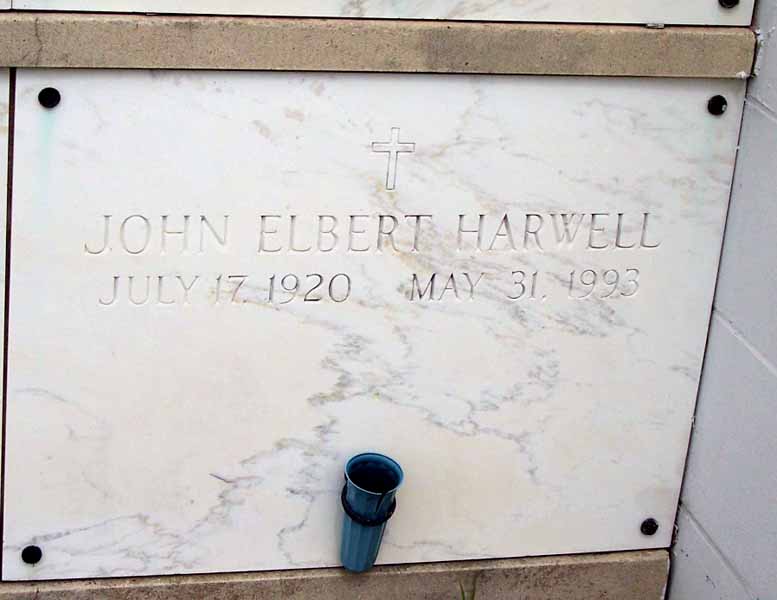 JOHN ELBERT HARWELL
JULY 17, 1920 MAY 31, 1993